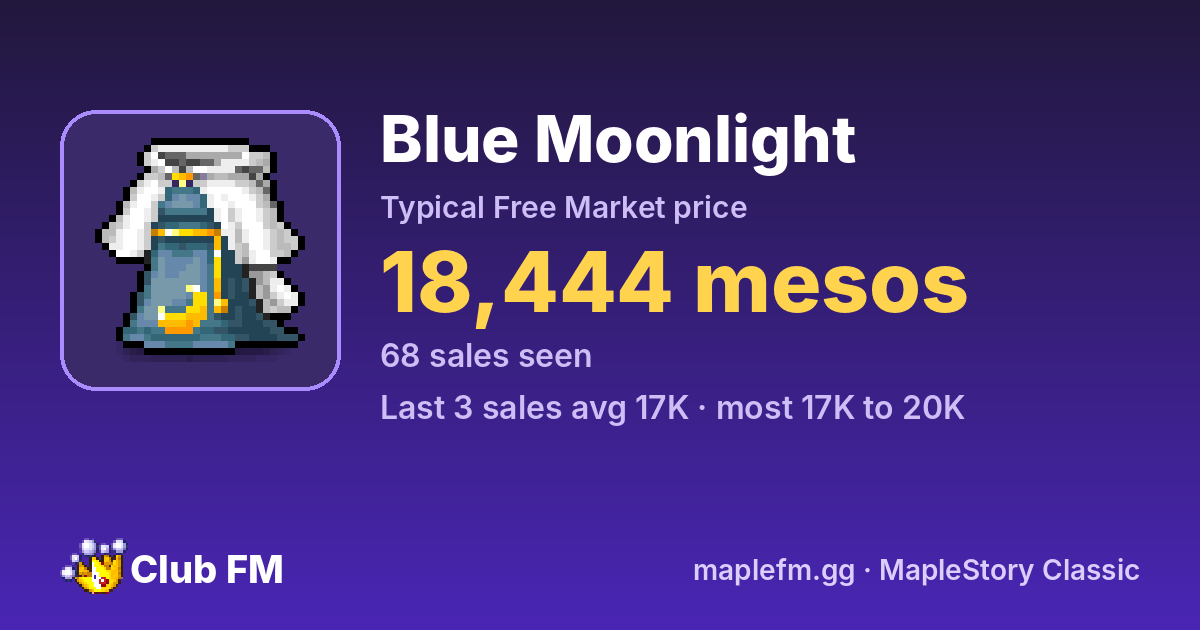 Blue Moonlight
Typical Free Market price
18,444 mesos
68 sales seen
Last 3 sales avg 17K · most 17K to 20K
Club FM
maplefm.gg · MapleStory Classic